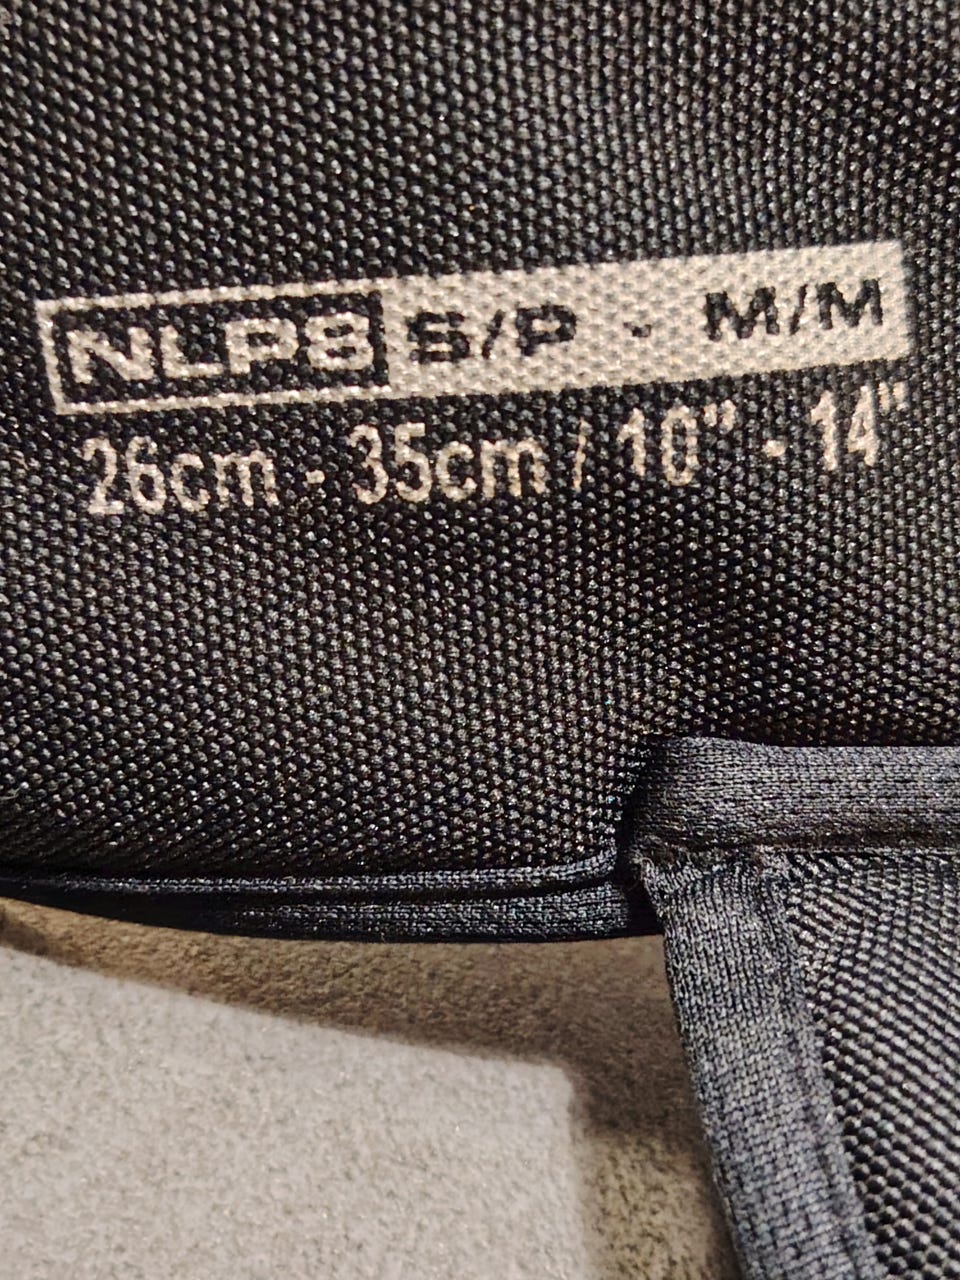 NLP8 S/P - M/M
26cm - 35cm / 10" - 14"